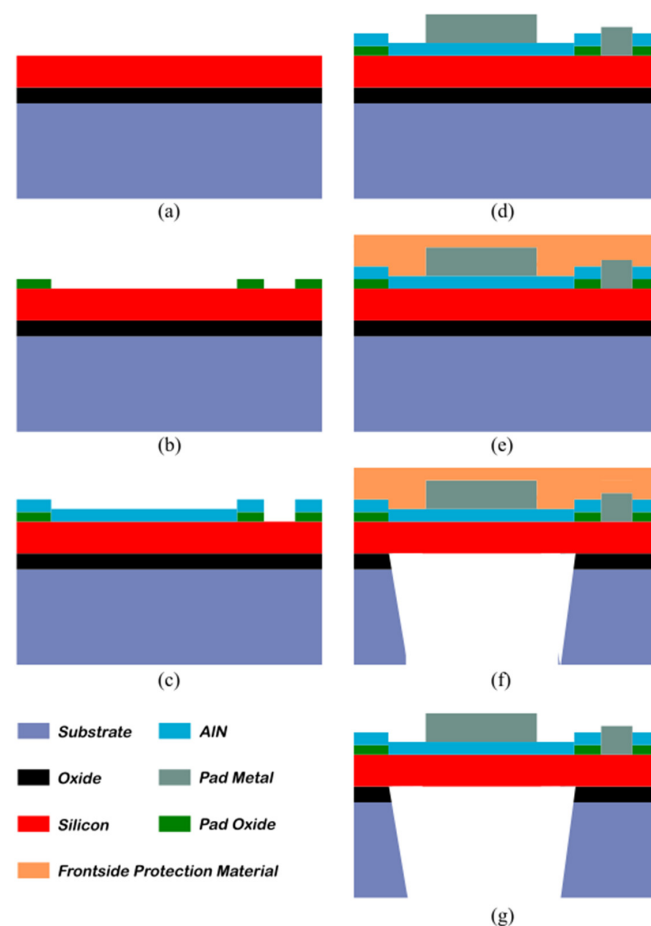 (a)
(d)
(b)
(e)
(c)
(f)
Substrate
AlN
Oxide
Pad Metal
Silicon
Pad Oxide
Frontside Protection Material
(g)